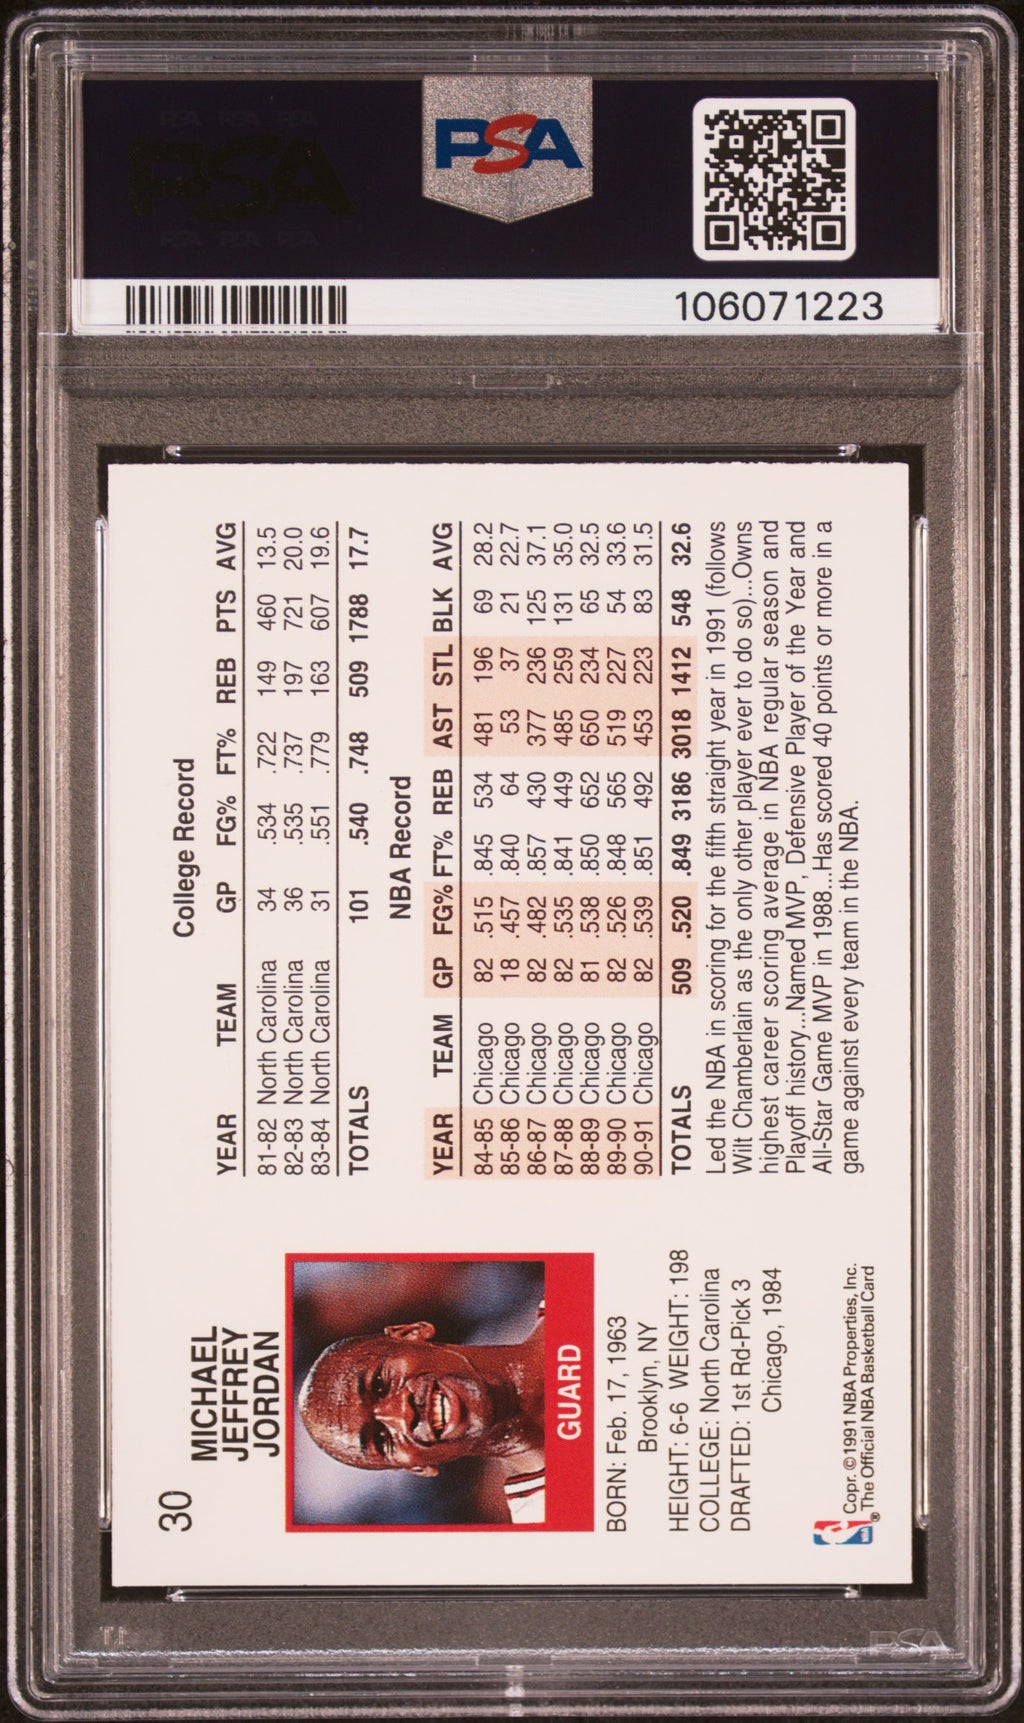 PSA
PSA PSA PSA
PSA
PSA PSA PSA
106071223
30
MICHAEL
JEFFREY
JORDAN
GUARD
BORN: Feb. 17, 1963
Brooklyn, NY
HEIGHT: 6-6 WEIGHT: 198
COLLEGE: North Carolina
DRAFTED: 1st Rd-Pick 3
Chicago, 1984
NBA
® Copr. ©1991 NBA Properties, Inc.
The Official NBA Basketball Card
College Record
YEAR TEAM GP FG% FT% REB PTS AVG
81-82 North Carolina 34 .534 .722 149 460 13.5
82-83 North Carolina 36 .535 .737 197 721 20.0
83-84 North Carolina 31 .551 .779 163 607 19.6
TOTALS 101 .540 .748 509 1788 17.7
NBA Record
YEAR TEAM GP FG% FT% REB AST STL BLK AVG
84-85 Chicago 82 .515 .845 534 481 196 69 28.2
85-86 Chicago 18 .457 .840 64 53 37 21 22.7
86-87 Chicago 82 .482 .857 430 377 236 125 37.1
87-88 Chicago 82 .535 .841 449 485 259 131 35.0
88-89 Chicago 81 .538 .850 652 650 234 65 32.5
89-90 Chicago 82 .526 .848 565 519 227 54 33.6
90-91 Chicago 82 .539 .851 492 453 223 83 31.5
TOTALS 509 .520 .849 3186 3018 1412 548 32.6
Led the NBA in scoring for the fifth straight year in 1991 (follows
Wilt Chamberlain as the only other player ever to do so)...Owns
highest career scoring average in NBA regular season and
Playoff history...Named MVP, Defensive Player of the Year and
All-Star Game MVP in 1988...Has scored 40 points or more in a
game against every team in the NBA.
PSA